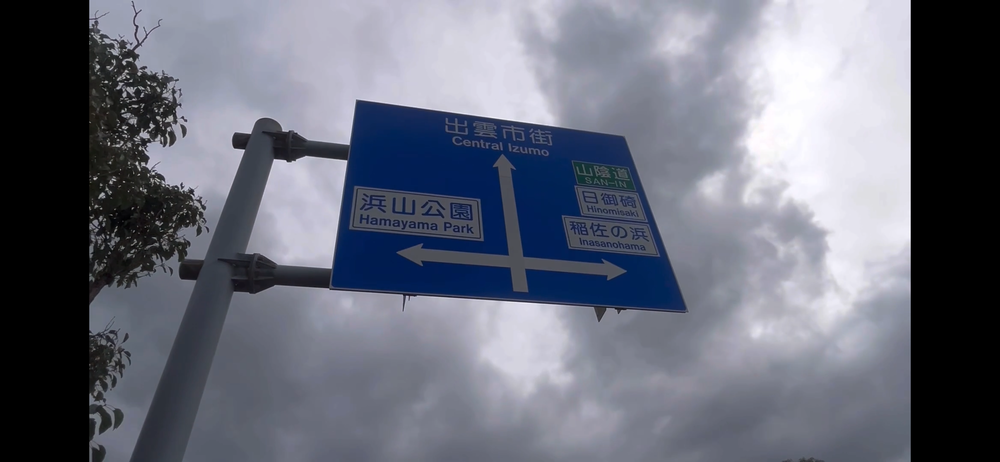 出雲市街
Central Izumo
山陰道
SAN-IN
日御碕
Hinomisaki
浜山公園
Hamayama Park
稲佐の浜
Inasanohama